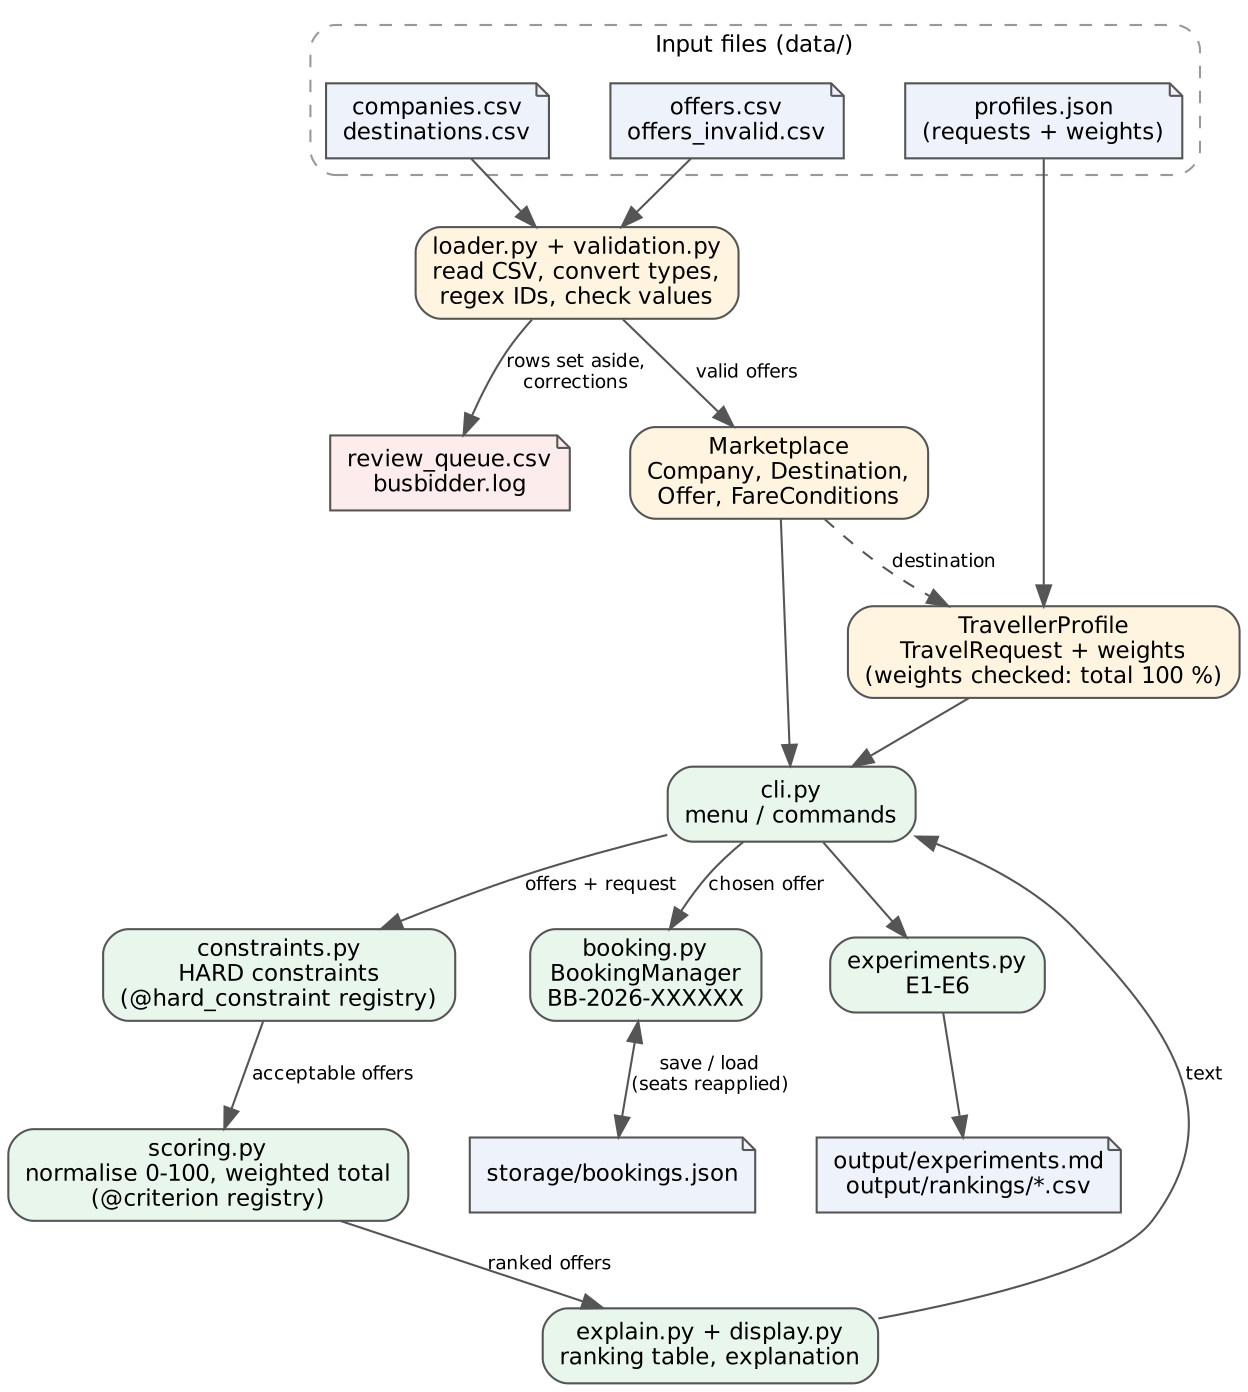 Input files (data/)
companies.csv
destinations.csv
offers.csv
offers_invalid.csv
profiles.json
(requests + weights)
loader.py + validation.py
read CSV, convert types,
regex IDs, check values
rows set aside,
corrections
valid offers
review_queue.csv
busbidder.log
Marketplace
Company, Destination,
Offer, FareConditions
destination
TravellerProfile
TravelRequest + weights
(weights checked: total 100 %)
cli.py
menu / commands
offers + request
chosen offer
constraints.py
HARD constraints
(@hard_constraint registry)
booking.py
BookingManager
BB-2026-XXXXXX
experiments.py
E1-E6
acceptable offers
save / load
(seats reapplied)
text
scoring.py
normalise 0-100, weighted total
(@criterion registry)
storage/bookings.json
output/experiments.md
output/rankings/*.csv
ranked offers
explain.py + display.py
ranking table, explanation